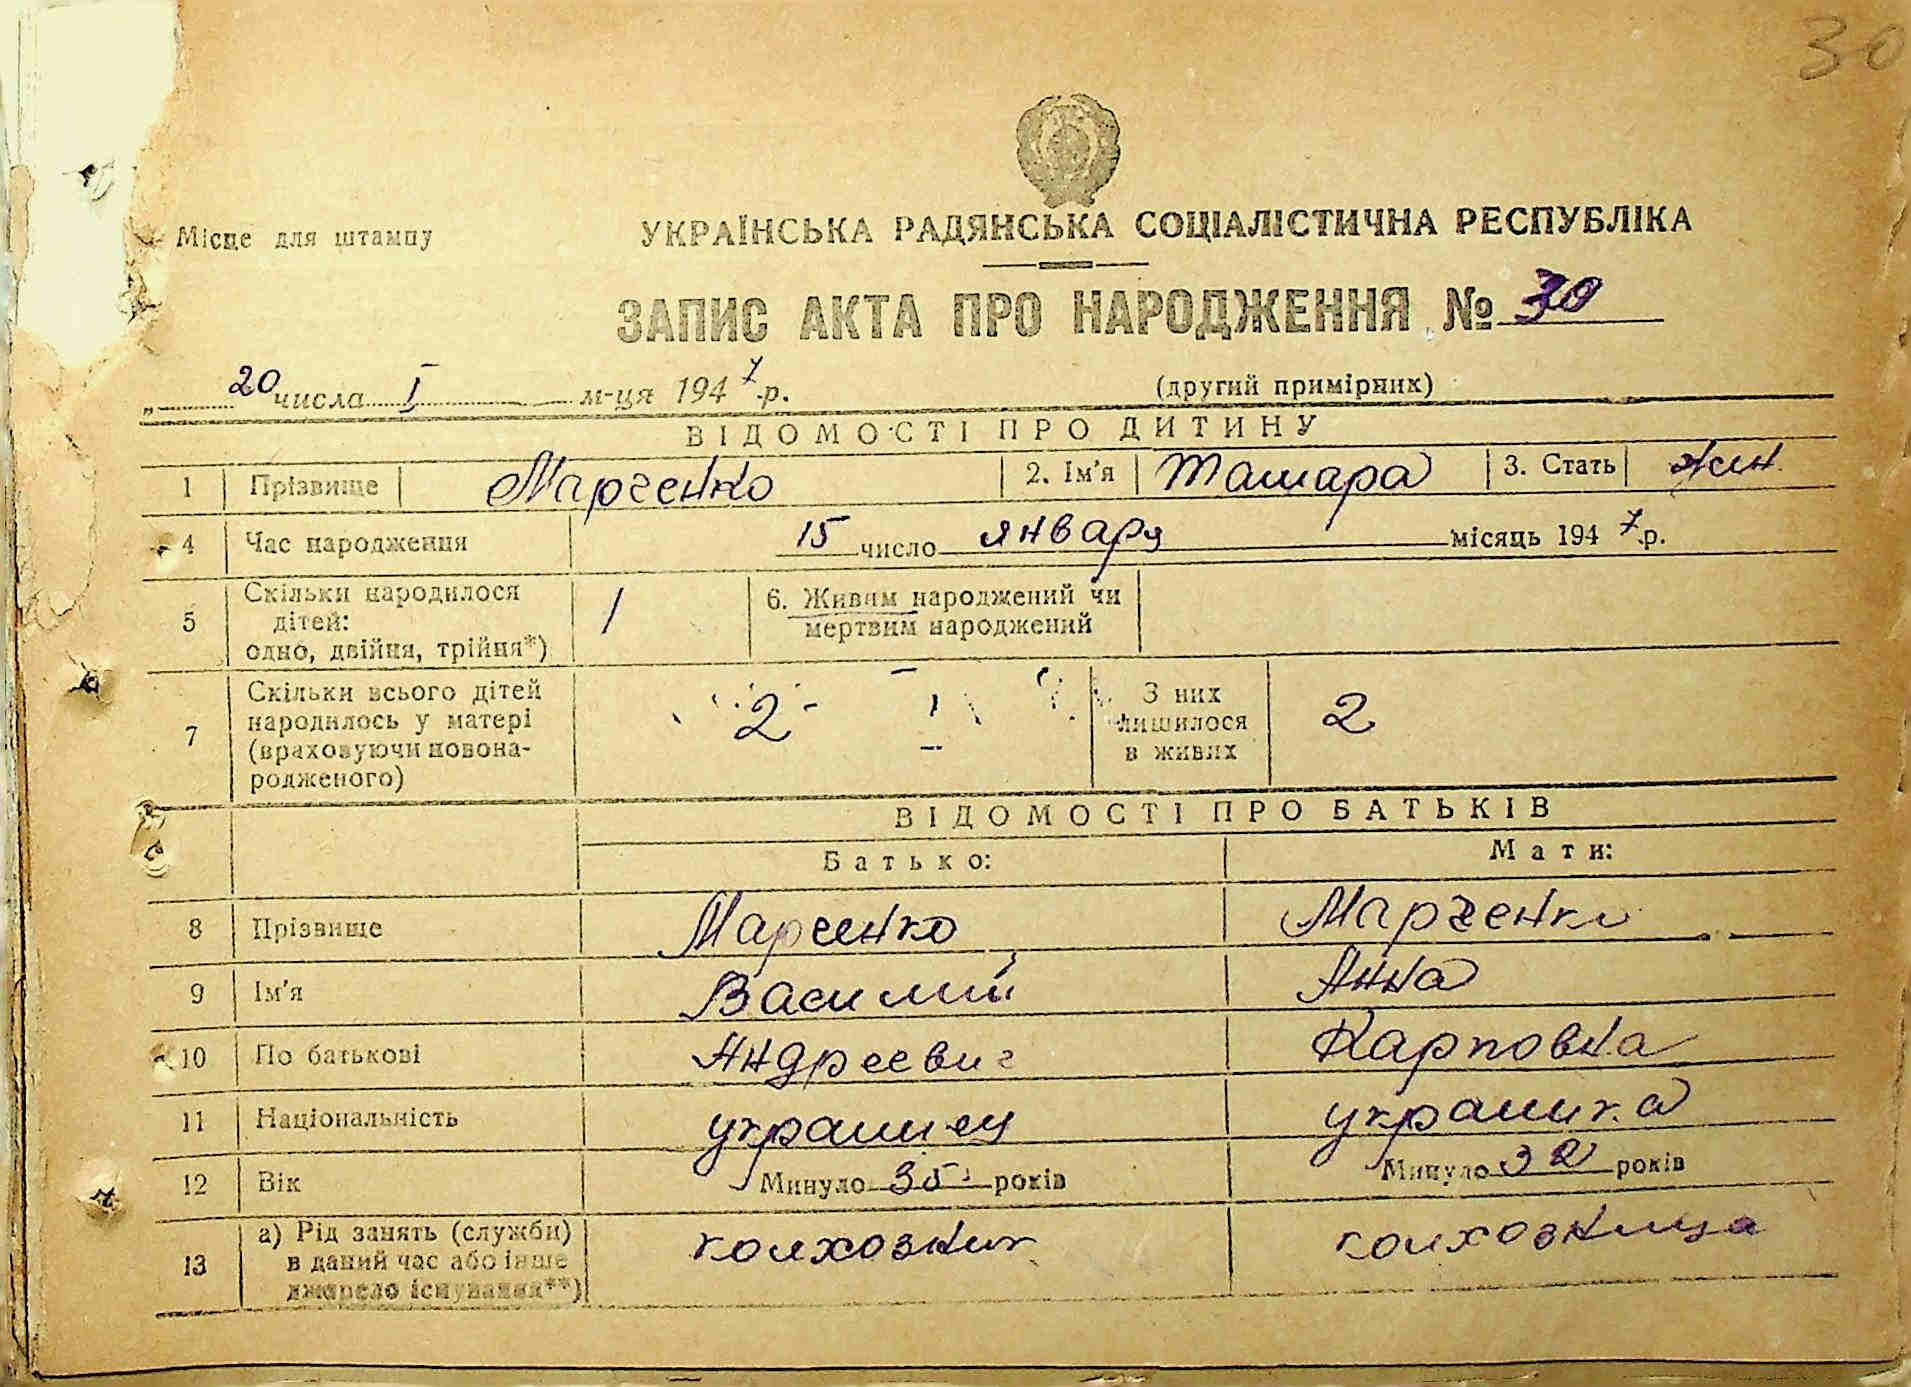 30
Місце для штампу
УКРАЇНСЬКА РАДЯНСЬКА СОЦІАЛІСТИЧНА РЕСПУБЛІКА
ЗАПИС АКТА ПРО НАРОДЖЕННЯ № 30
„ 20 числа I м-ця 1947 р. (другий примірник)
ВІДОМОСТІ ПРО ДИТИНУ
1 Прізвище Марченко 2. Ім'я Тамара 3. Стать жен.
4 Час народження 15 число января місяць 1947 р.
5 Скільки народилося дітей: одно, двійня, трійня*) 1 6. Живим народжений чи мертвим народжений
7 Скільки всього дітей народилось у матері (враховуючи новонародженого) 2 З них лишилося в живих 2
ВІДОМОСТІ ПРО БАТЬКІВ
Батько: Мати:
8 Прізвище Марченко Марченко
9 Ім'я Василий Анна
10 По батькові Андреевич Карповна
11 Національність украинец украинка
12 Вік Минуло 35 років Минуло 32 років
13 а) Рід занять (служби) в даний час або інше джерело існування**) колхозник колхозница